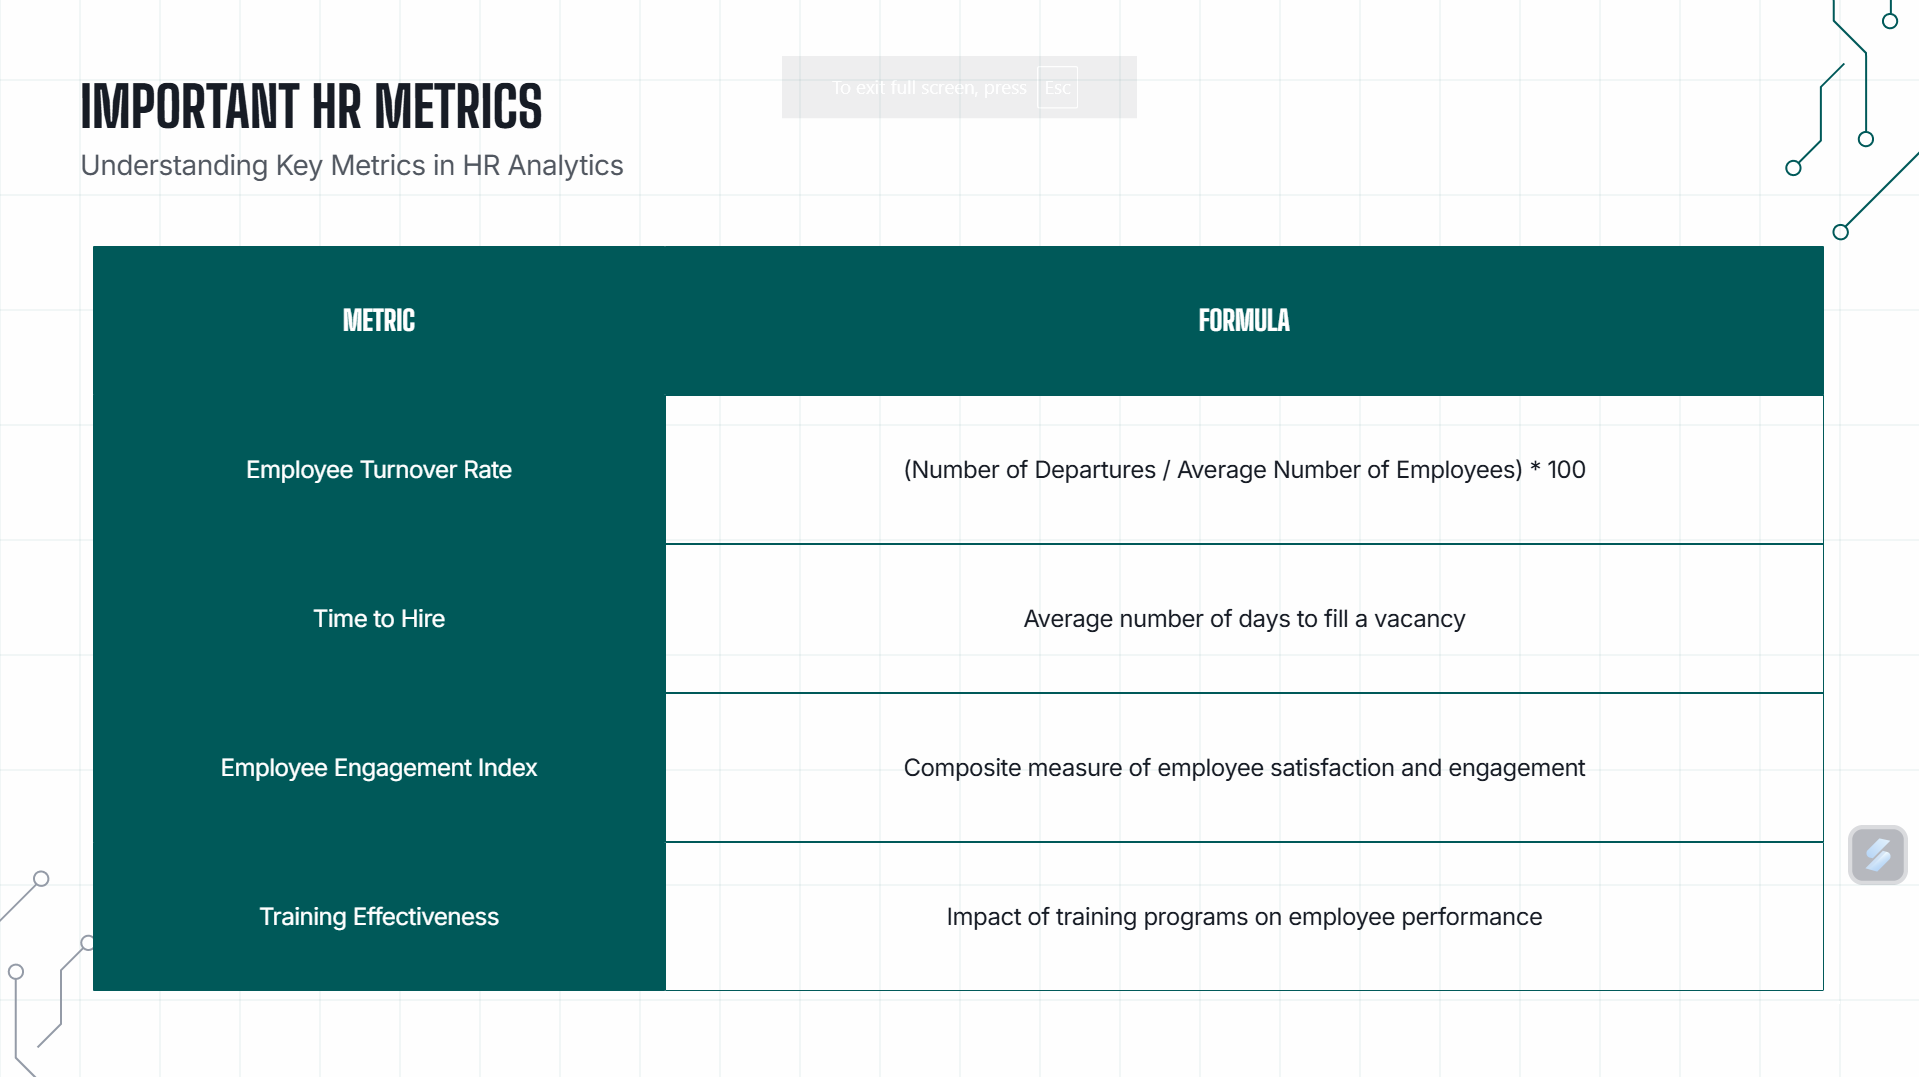 IMPORTANT HR METRICS
To exit full screen, press Esc
Understanding Key Metrics in HR Analytics
METRIC FORMULA
Employee Turnover Rate (Number of Departures / Average Number of Employees) * 100
Time to Hire Average number of days to fill a vacancy
Employee Engagement Index Composite measure of employee satisfaction and engagement
Training Effectiveness Impact of training programs on employee performance